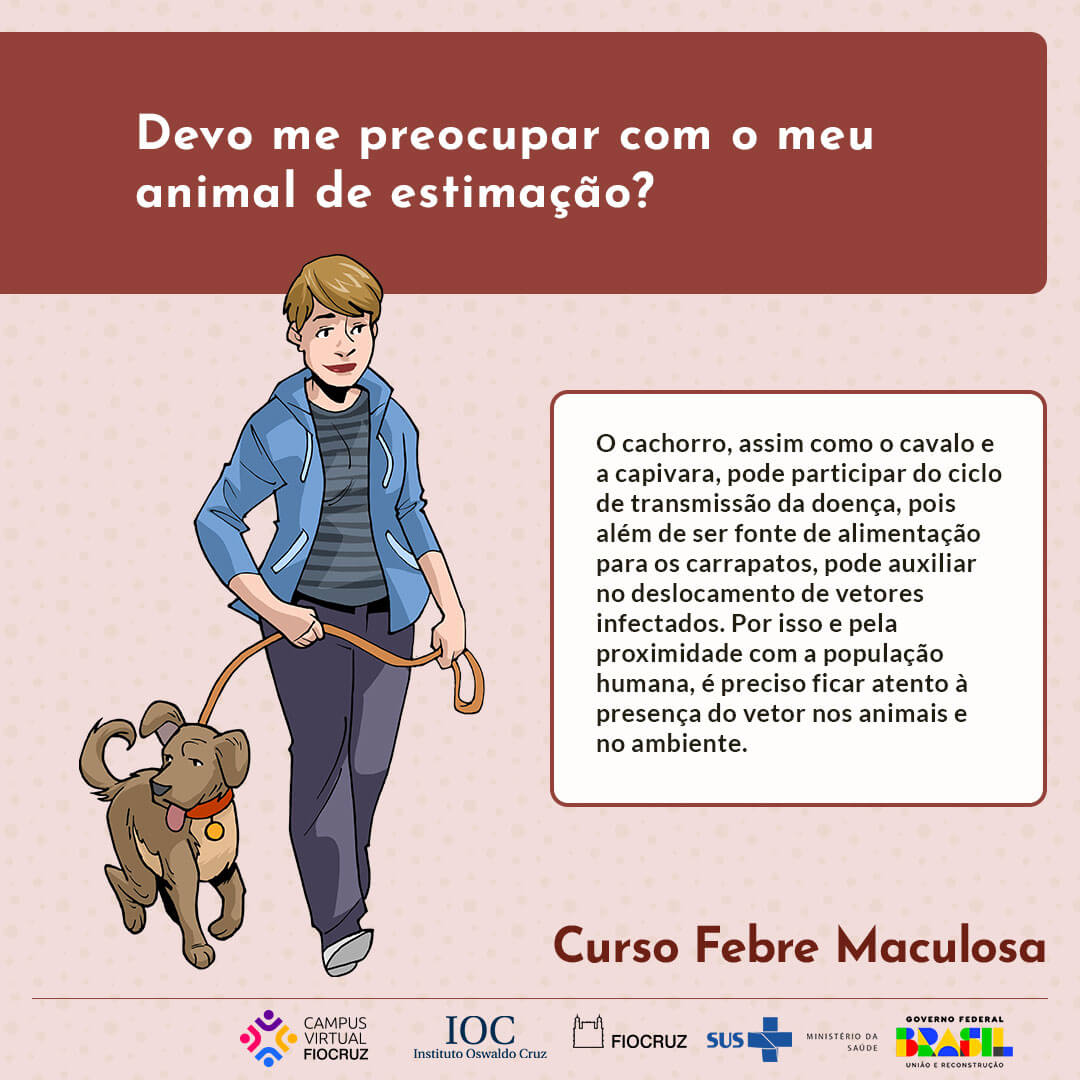 Devo me preocupar com o meu
animal de estimação?
O cachorro, assim como o cavalo e
a capivara, pode participar do ciclo
de transmissão da doença, pois
além de ser fonte de alimentação
para os carrapatos, pode auxiliar
no deslocamento de vetores
infectados. Por isso e pela
proximidade com a população
humana, é preciso ficar atento à
presença do vetor nos animais e
no ambiente.
Curso Febre Maculosa
CAMPUS
VIRTUAL
FIOCRUZ
IOC
Instituto Oswaldo Cruz
FIOCRUZ
SUS
MINISTÉRIO DA
SAÚDE
GOVERNO FEDERAL
BRASIL
UNIÃO E RECONSTRUÇÃO